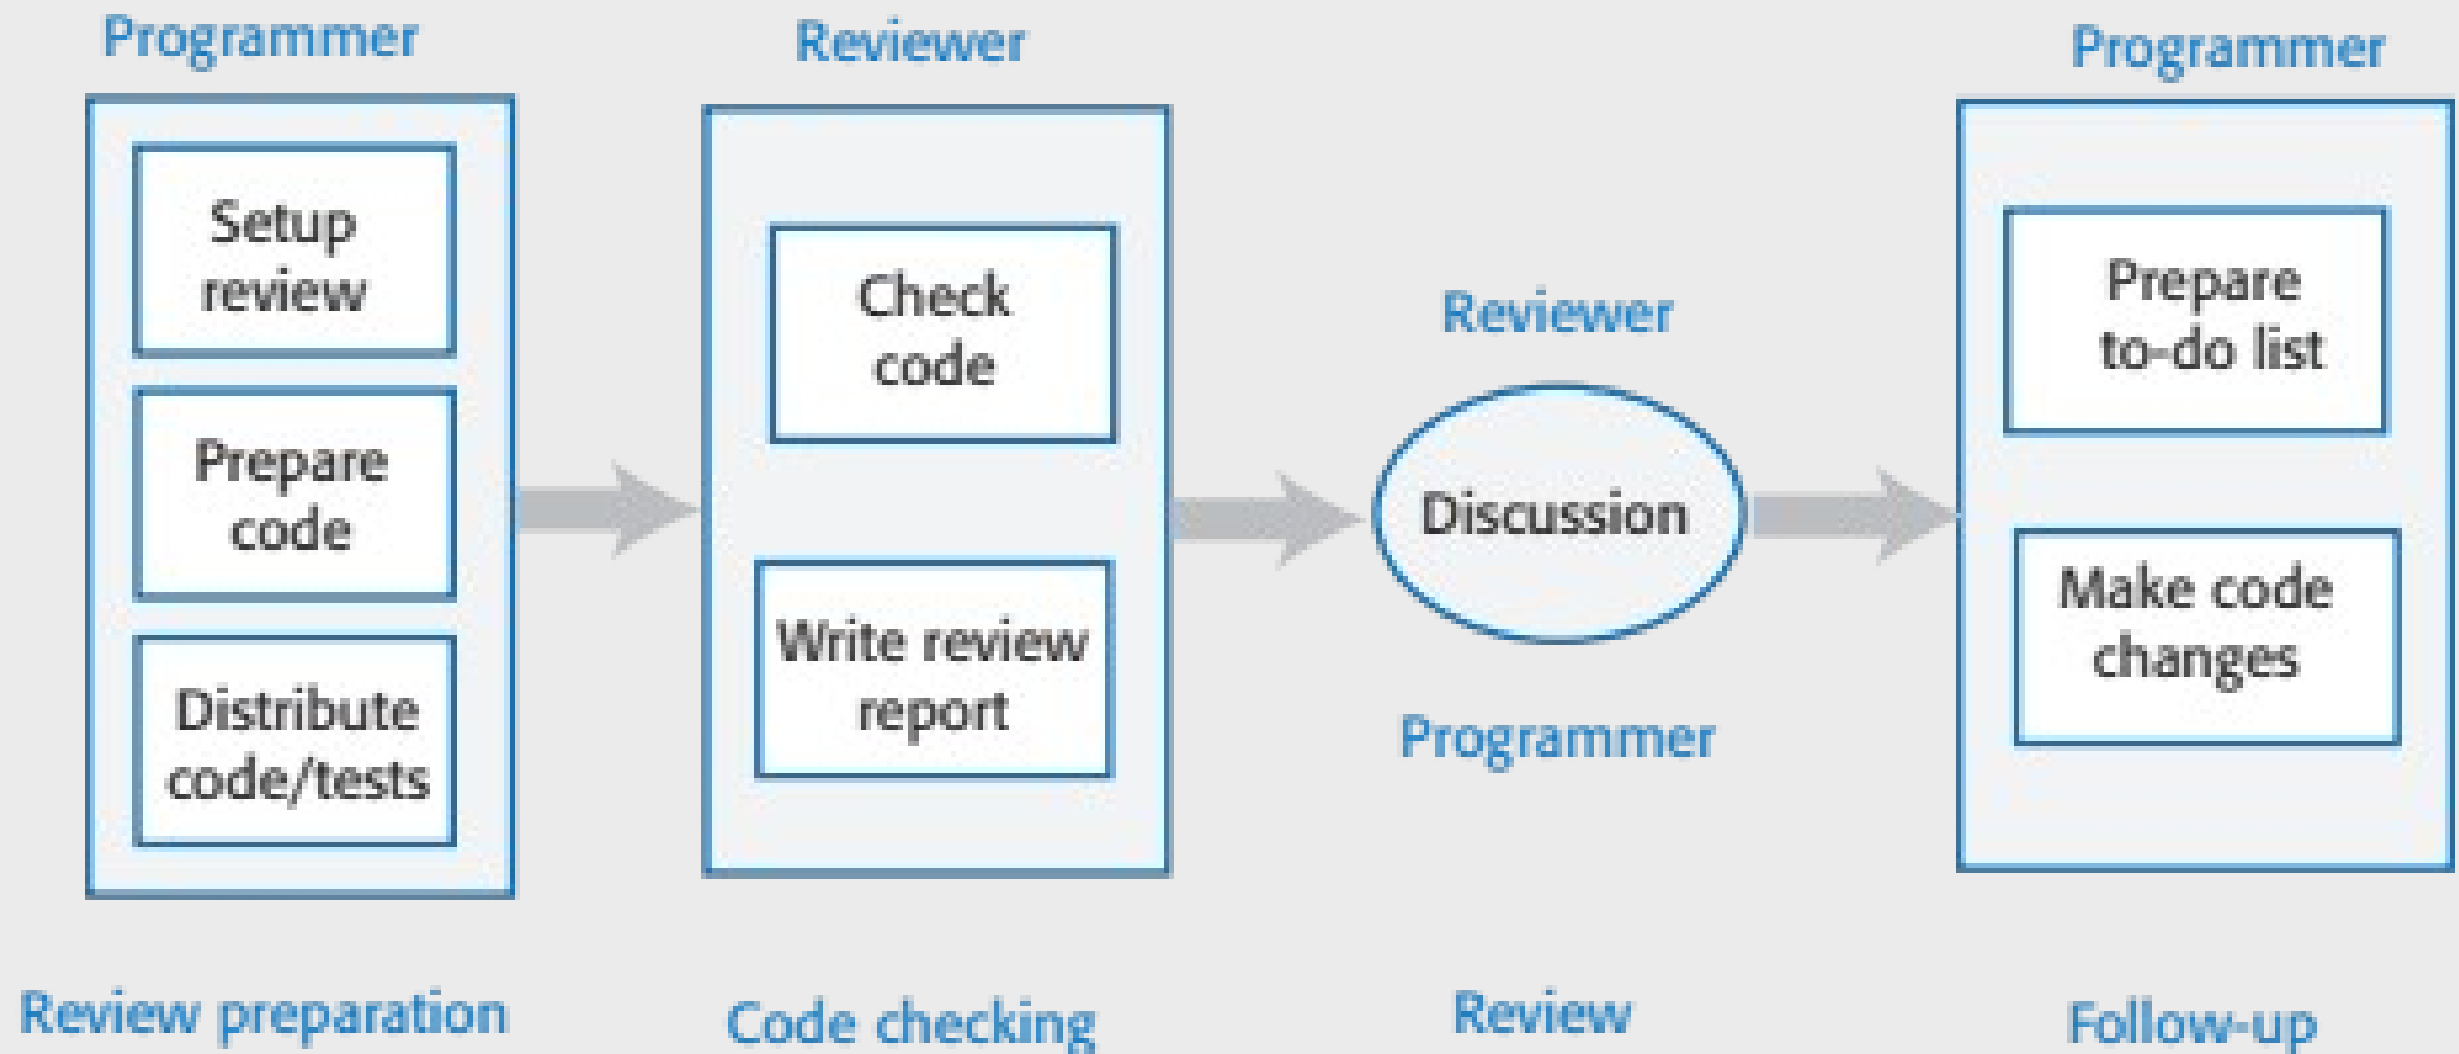 Programmer
Setup
review
Prepare
code
Distribute
code/tests
Review preparation
Reviewer
Check
code
Write review
report
Code checking
Reviewer
Discussion
Programmer
Review
Programmer
Prepare
to-do list
Make code
changes
Follow-up